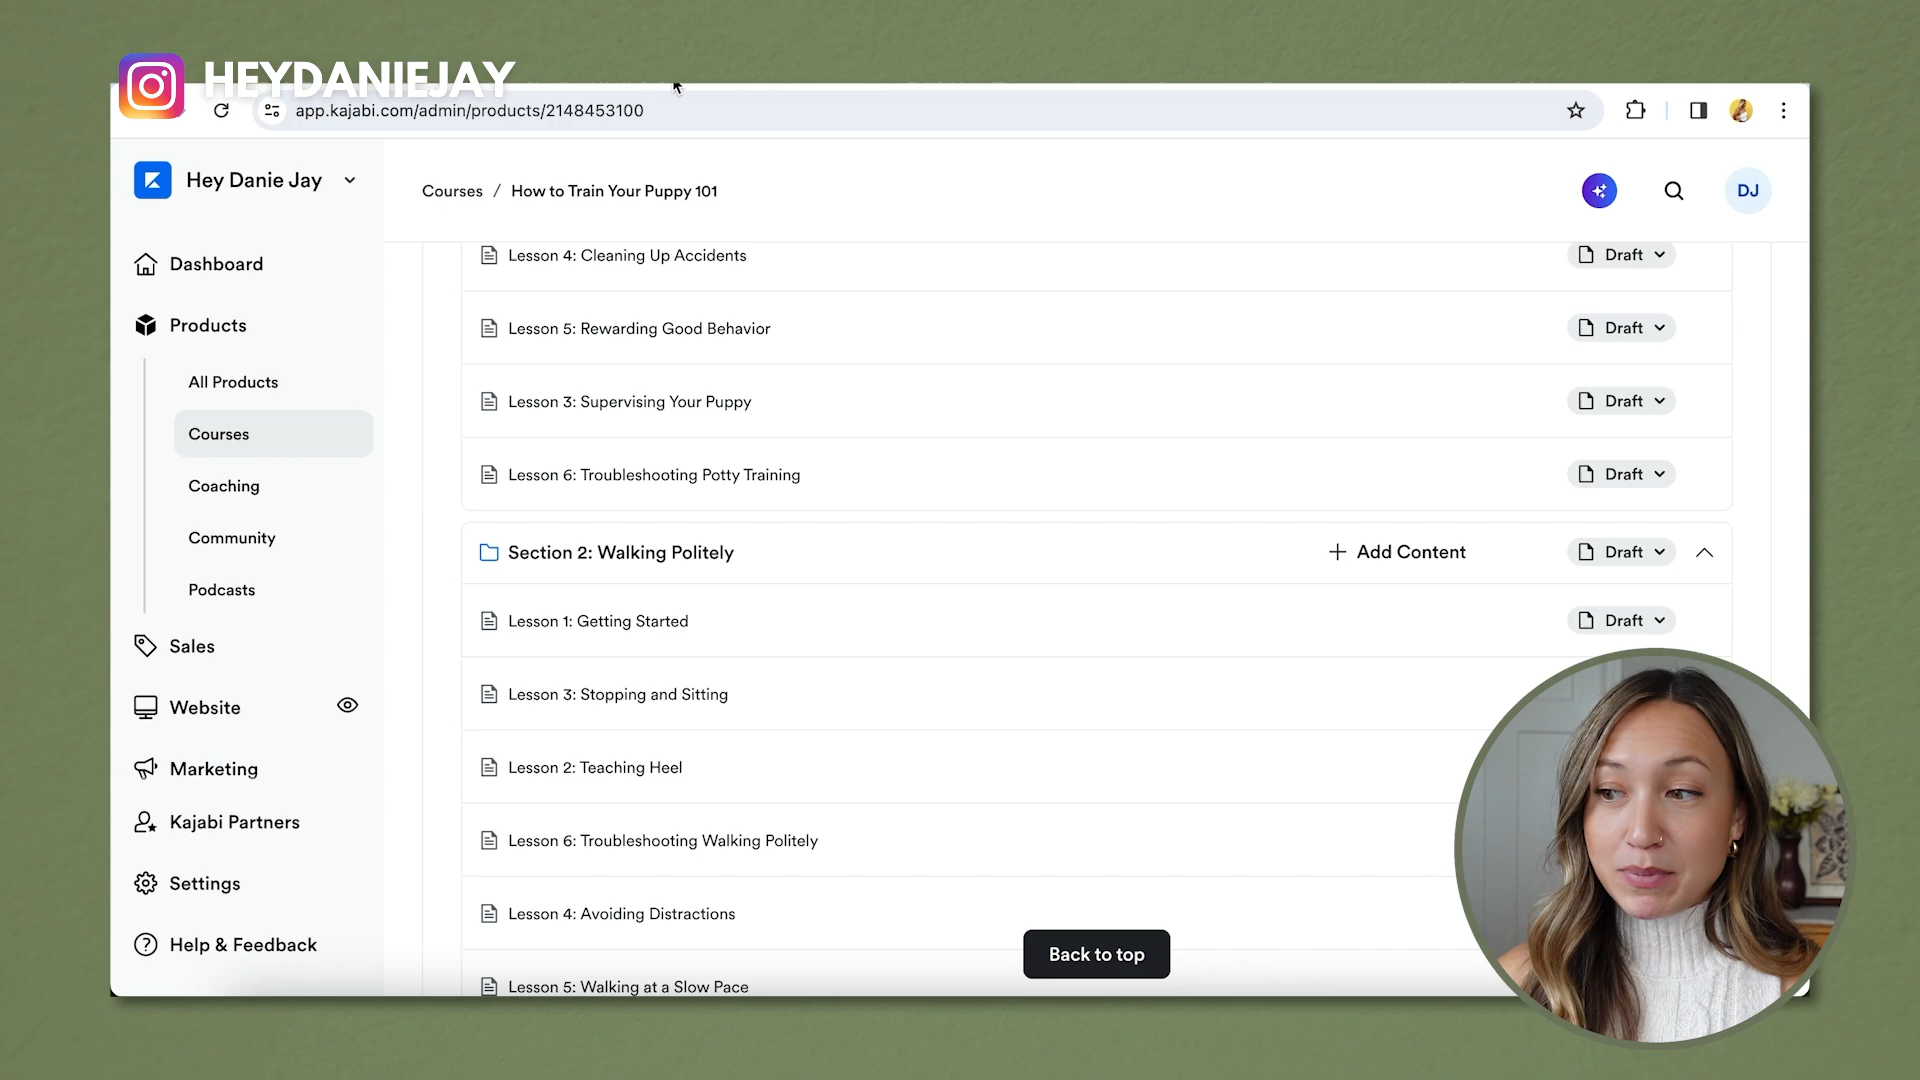 HEYDANIEJAY
app.kajabi.com/admin/products/2148453100
Hey Danie Jay
Courses / How to Train Your Puppy 101
DJ
Dashboard
Products
All Products
Courses
Coaching
Community
Podcasts
Sales
Website
Marketing
Kajabi Partners
Settings
Help & Feedback
Lesson 4: Cleaning Up Accidents Draft
Lesson 5: Rewarding Good Behavior Draft
Lesson 3: Supervising Your Puppy Draft
Lesson 6: Troubleshooting Potty Training Draft
Section 2: Walking Politely + Add Content Draft
Lesson 1: Getting Started Draft
Lesson 3: Stopping and Sitting
Lesson 2: Teaching Heel
Lesson 6: Troubleshooting Walking Politely
Lesson 4: Avoiding Distractions
Back to top
Lesson 5: Walking at a Slow Pace